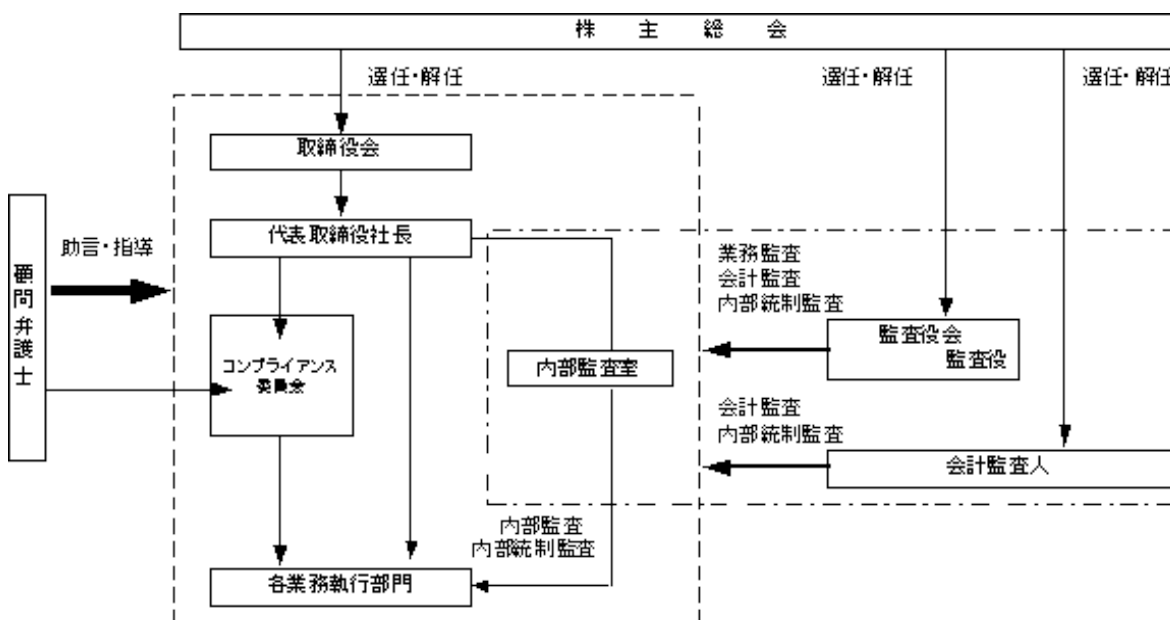 株主総会
選任・解任
選任・解任
選任・解任
取締役会
代表取締役社長
助言・指導
顧問弁護士
業務監査
会計監査
内部統制監査
監査役会
監査役
コンプライアンス
委員会
内部監査室
会計監査
内部統制監査
会計監査人
内部監査
内部統制監査
各業務執行部門